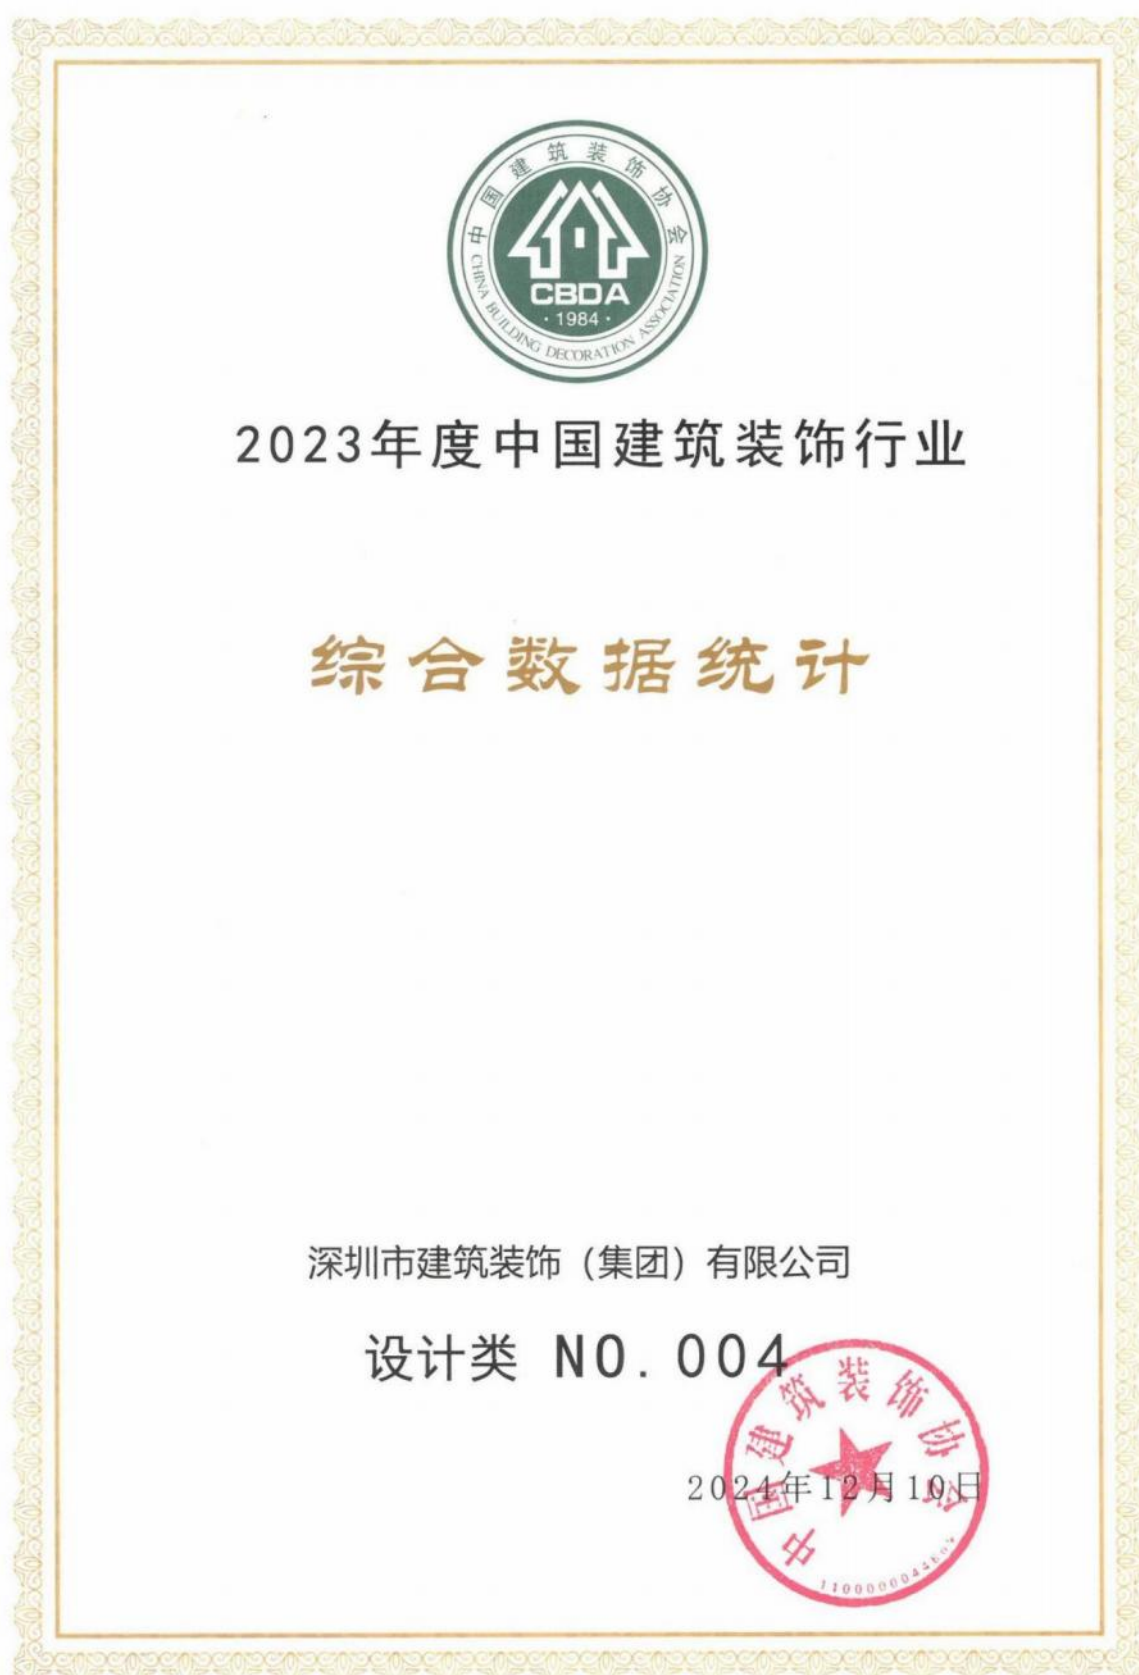 中国建筑装饰协会
CBDA
·1984·
CHINA BUILDING DECORATION ASSOCIATION
2023年度中国建筑装饰行业
综合数据统计
深圳市建筑装饰（集团）有限公司
设计类 NO.004
2024年12月10日
中国建筑装饰协会